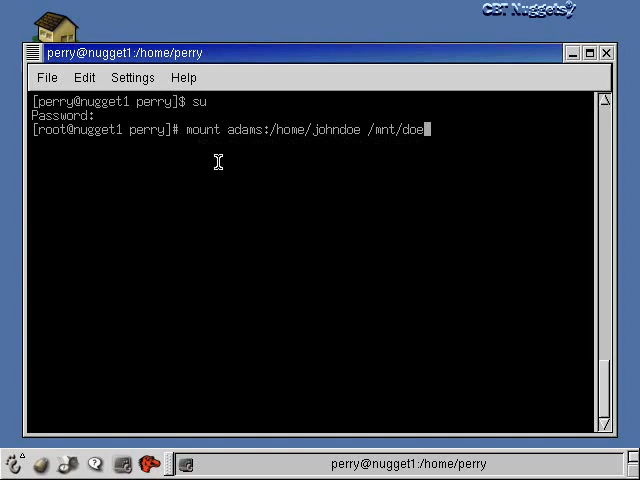 CBT Nuggets
perry@nugget1:/home/perry
File Edit Settings Help
[perry@nugget1 perry]$ su
Password:
[root@nugget1 perry]# mount adams:/home/johndoe /mnt/doe
perry@nugget1:/home/perry